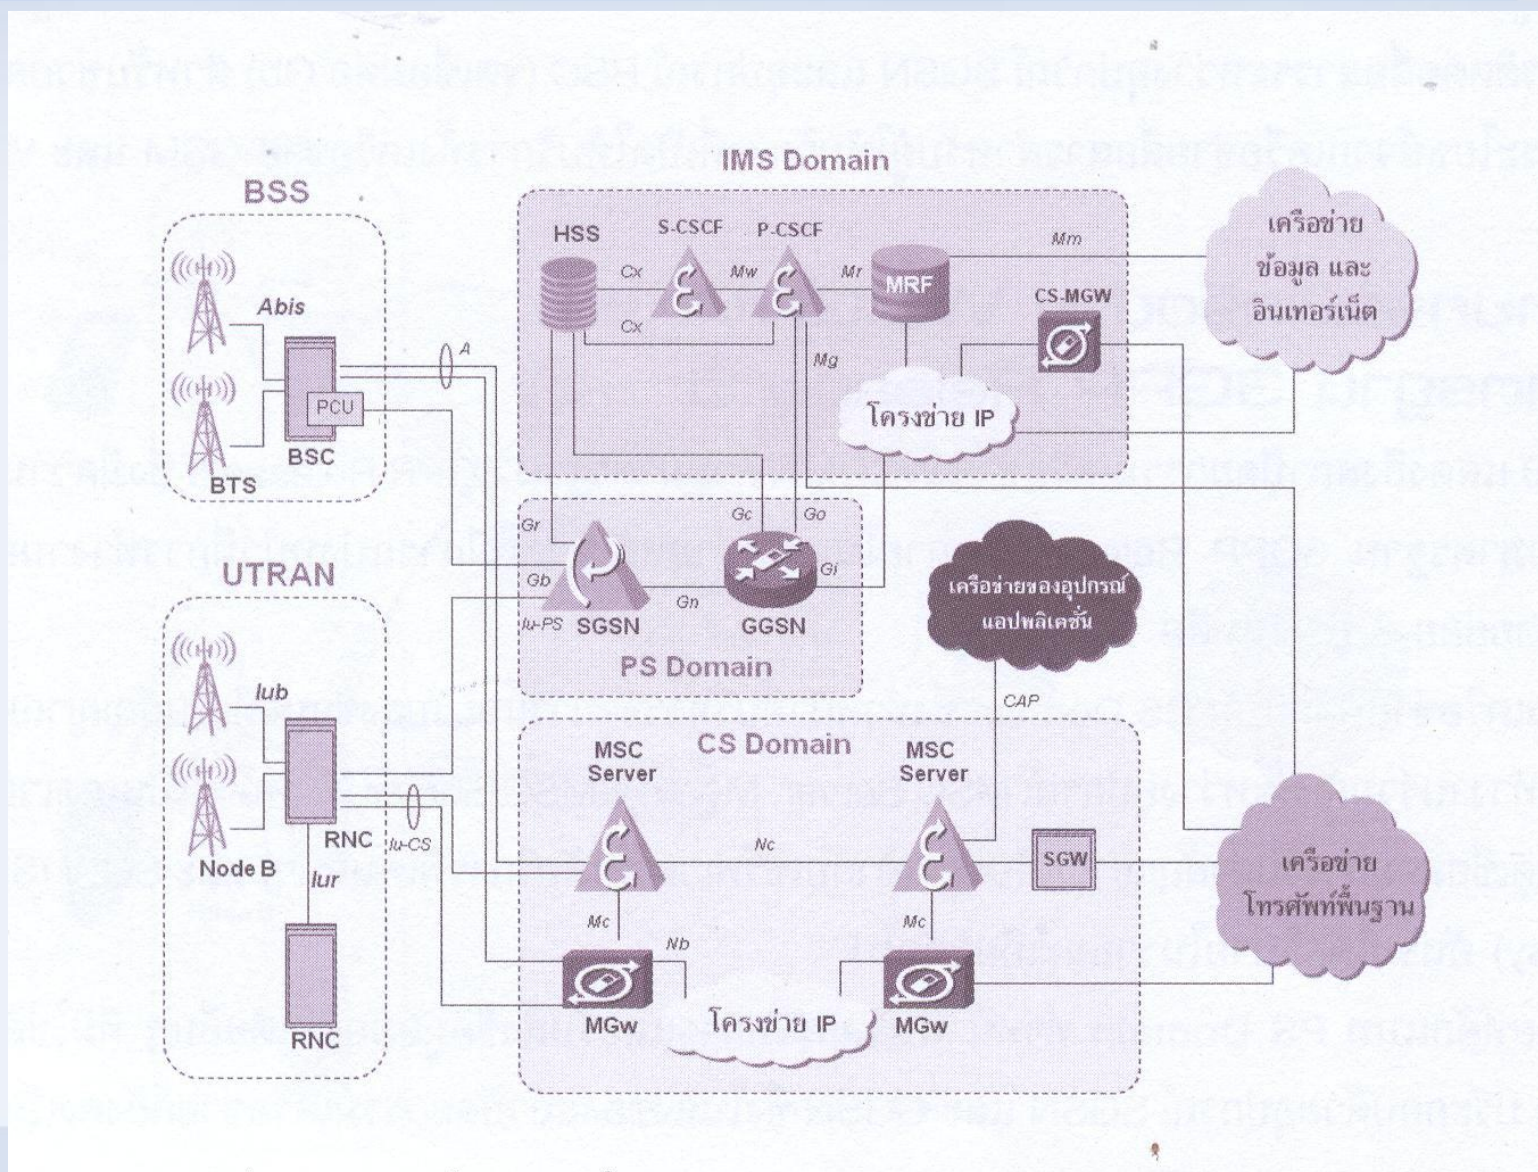 IMS Domain
BSS
HSS
S-CSCF
P-CSCF
Mm
เครือข่าย
ข้อมูล และ
อินเทอร์เน็ต
Cx
Mw
Mr
MRF
CS-MGW
Abis
Cx
A
Mg
PCU
โครงข่าย IP
BSC
BTS
Gr
Gc
Go
UTRAN
Gb
Gi
เครือข่ายของอุปกรณ์
แอปพลิเคชั่น
Gn
Iu-PS
SGSN
GGSN
PS Domain
Iub
CAP
CS Domain
MSC
Server
MSC
Server
RNC
Iu-CS
Nc
SGW
Node B
Iur
เครือข่าย
โทรศัพท์พื้นฐาน
Mc
Mc
Nb
MGw
โครงข่าย IP
MGw
RNC